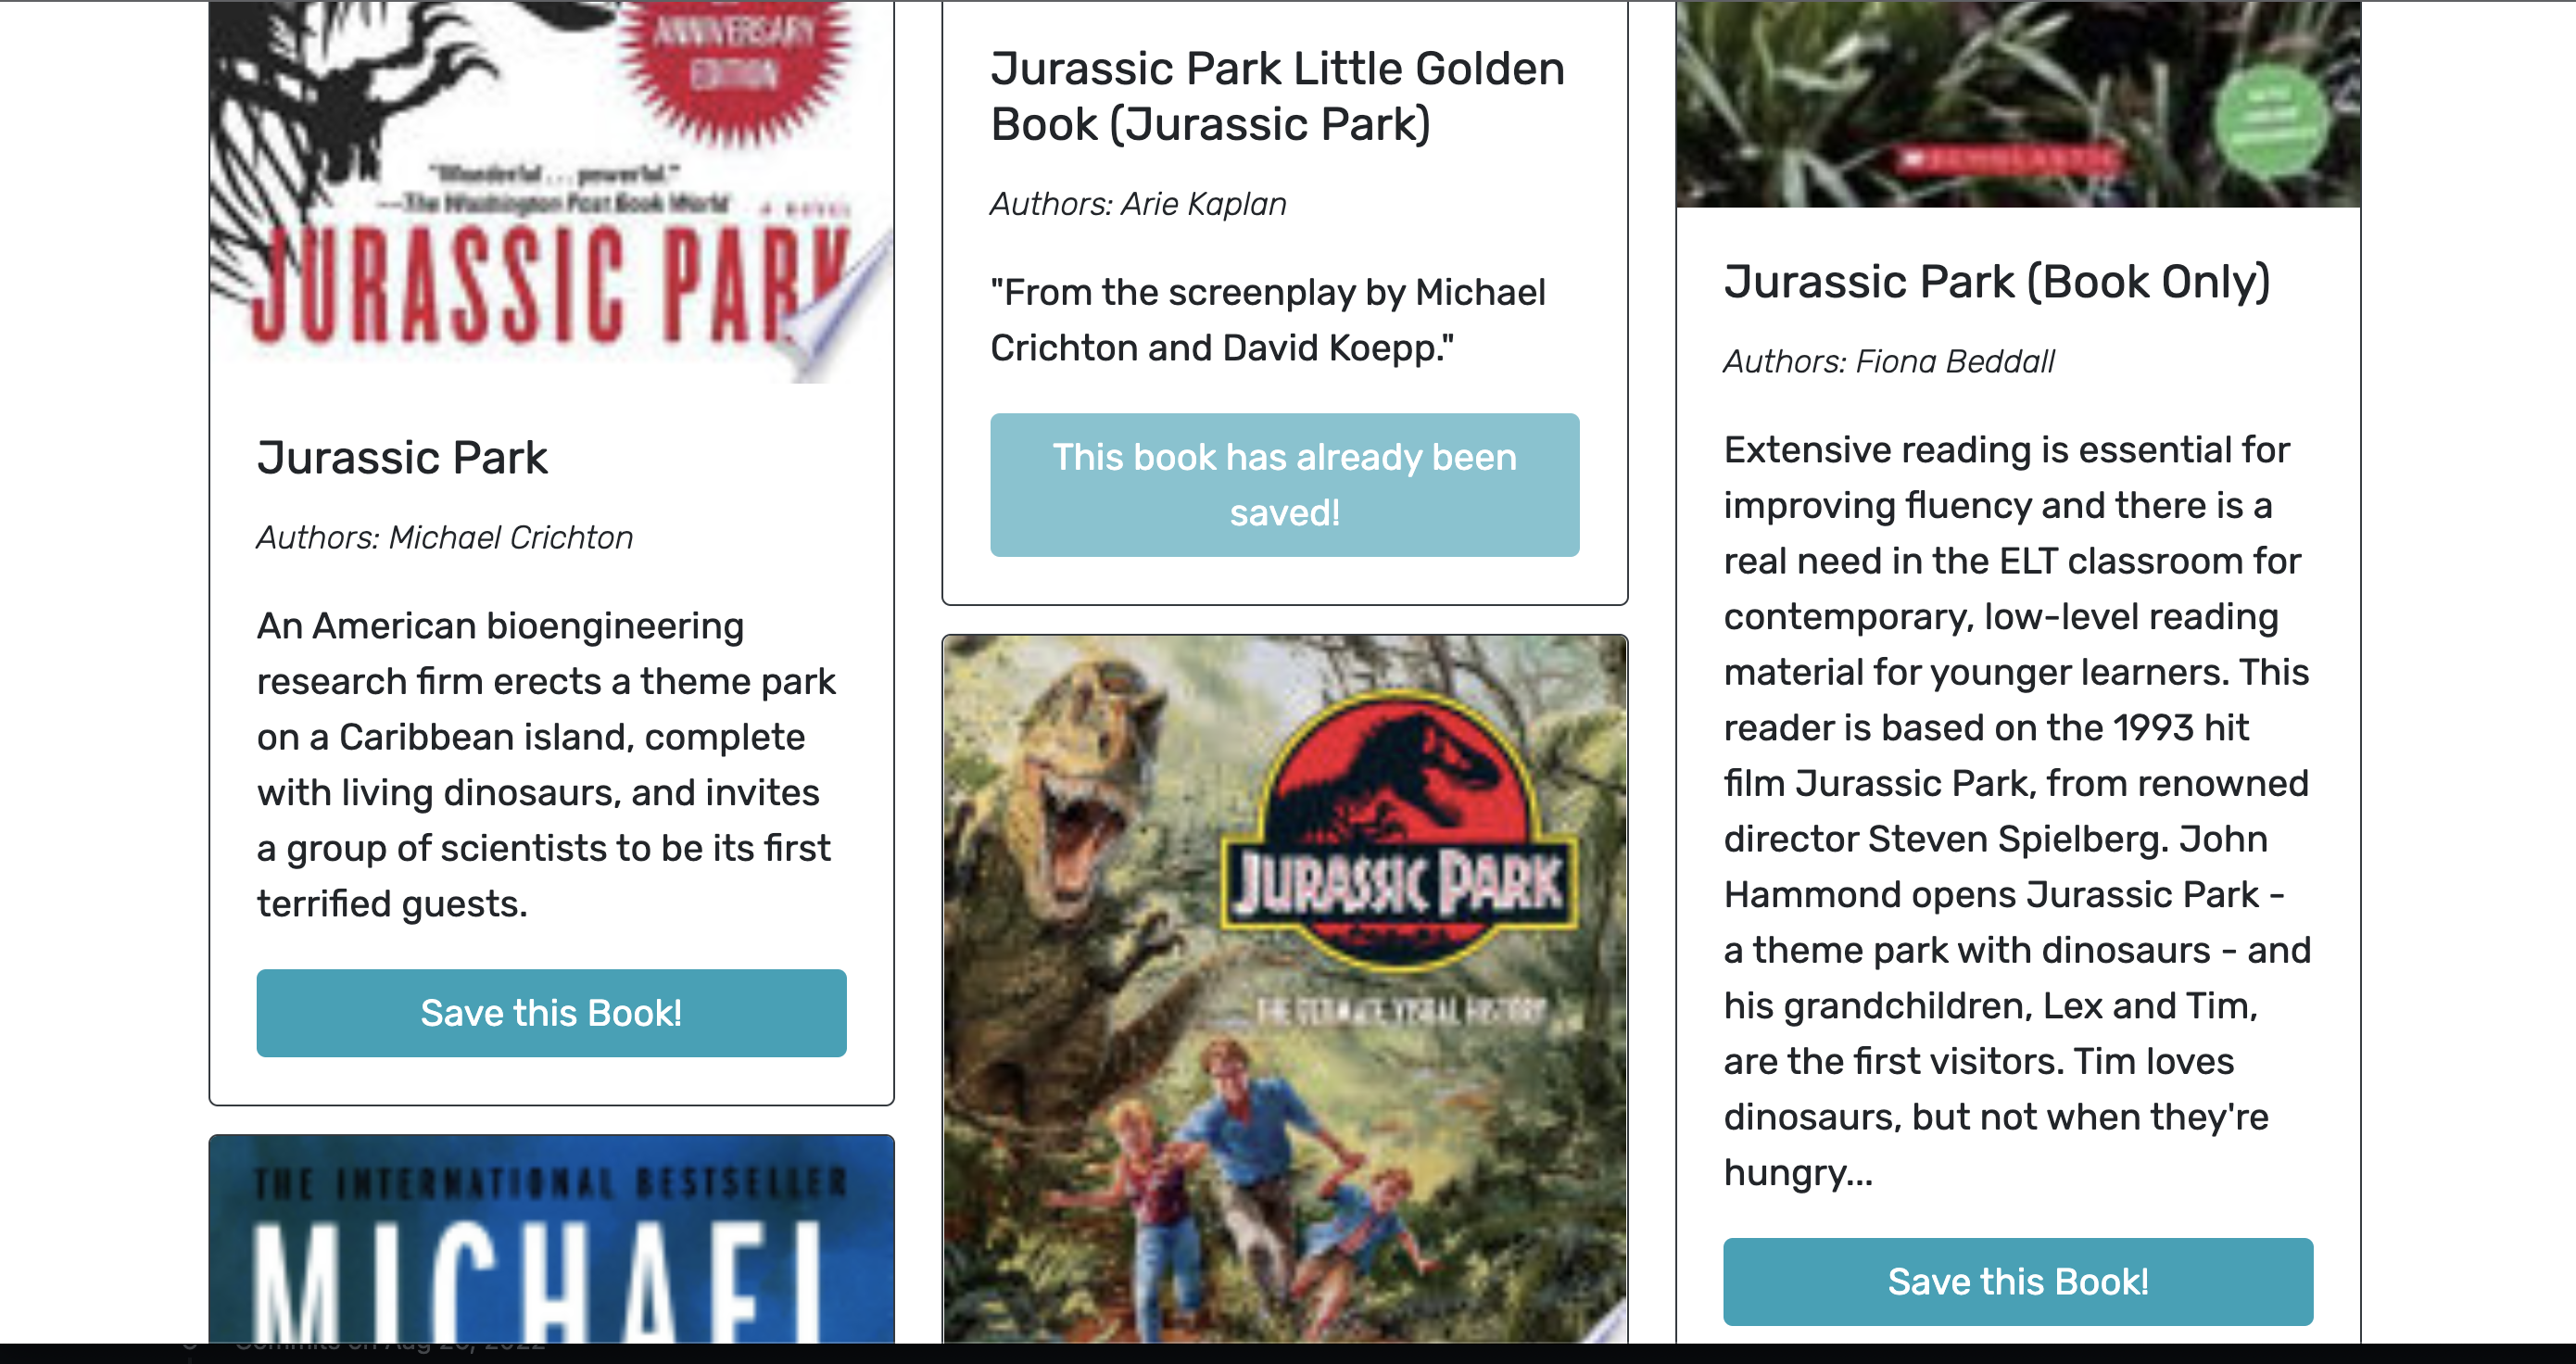 ANNIVERSARY
EDITION
"Wonderful . . . powerful."
—The Washington Post Book World
A NOVEL
JURASSIC PARK
Jurassic Park
Authors: Michael Crichton
An American bioengineering
research firm erects a theme park
on a Caribbean island, complete
with living dinosaurs, and invites
a group of scientists to be its first
terrified guests.
Save this Book!
THE INTERNATIONAL BESTSELLER
MICHAEL
Jurassic Park Little Golden
Book (Jurassic Park)
Authors: Arie Kaplan
"From the screenplay by Michael
Crichton and David Koepp."
This book has already been
saved!
JURASSIC PARK
THE ULTIMATE VISUAL HISTORY
SCHOLASTIC
Jurassic Park (Book Only)
Authors: Fiona Beddall
Extensive reading is essential for
improving fluency and there is a
real need in the ELT classroom for
contemporary, low-level reading
material for younger learners. This
reader is based on the 1993 hit
film Jurassic Park, from renowned
director Steven Spielberg. John
Hammond opens Jurassic Park -
a theme park with dinosaurs - and
his grandchildren, Lex and Tim,
are the first visitors. Tim loves
dinosaurs, but not when they're
hungry...
Save this Book!